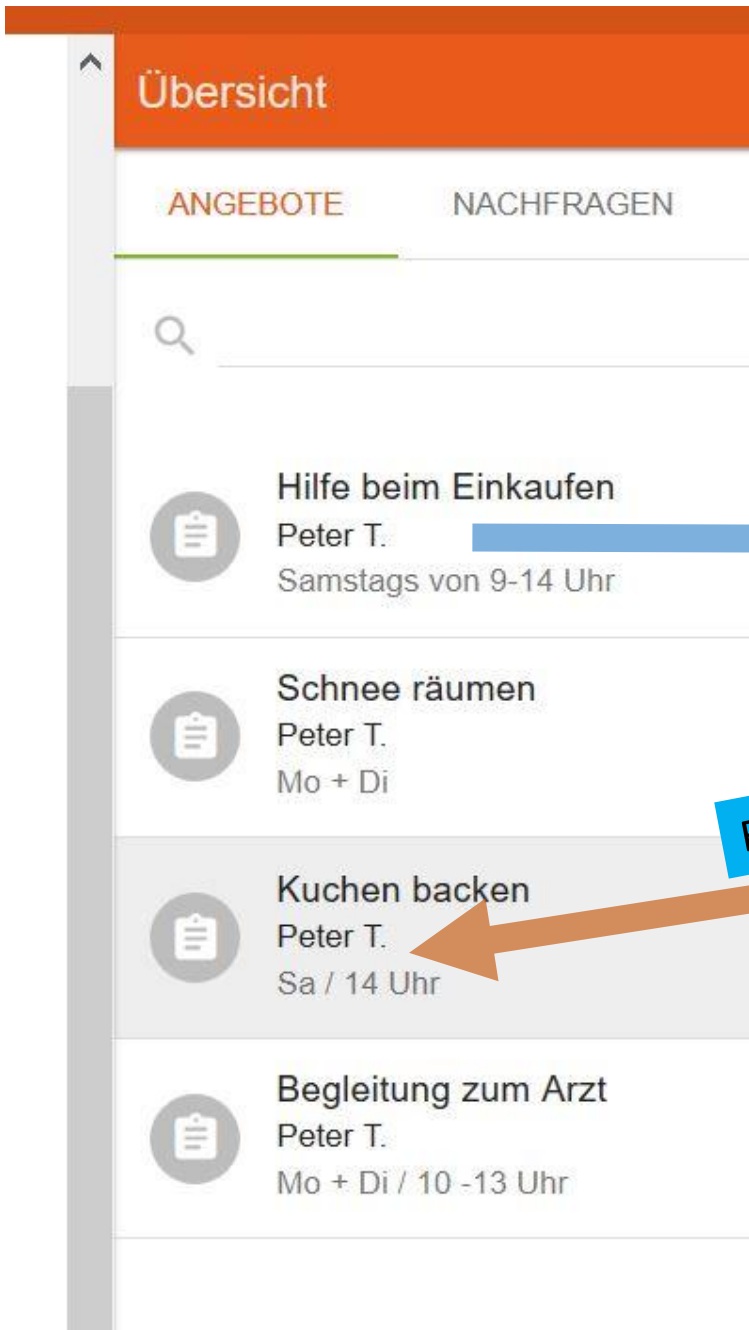 Übersicht
ANGEBOTE NACHFRAGEN
Hilfe beim Einkaufen
Peter T.
Samstags von 9-14 Uhr
Schnee räumen
Peter T.
Mo + Di
Kuchen backen
Peter T.
Sa / 14 Uhr
Begleitung zum Arzt
Peter T.
Mo + Di / 10 -13 Uhr